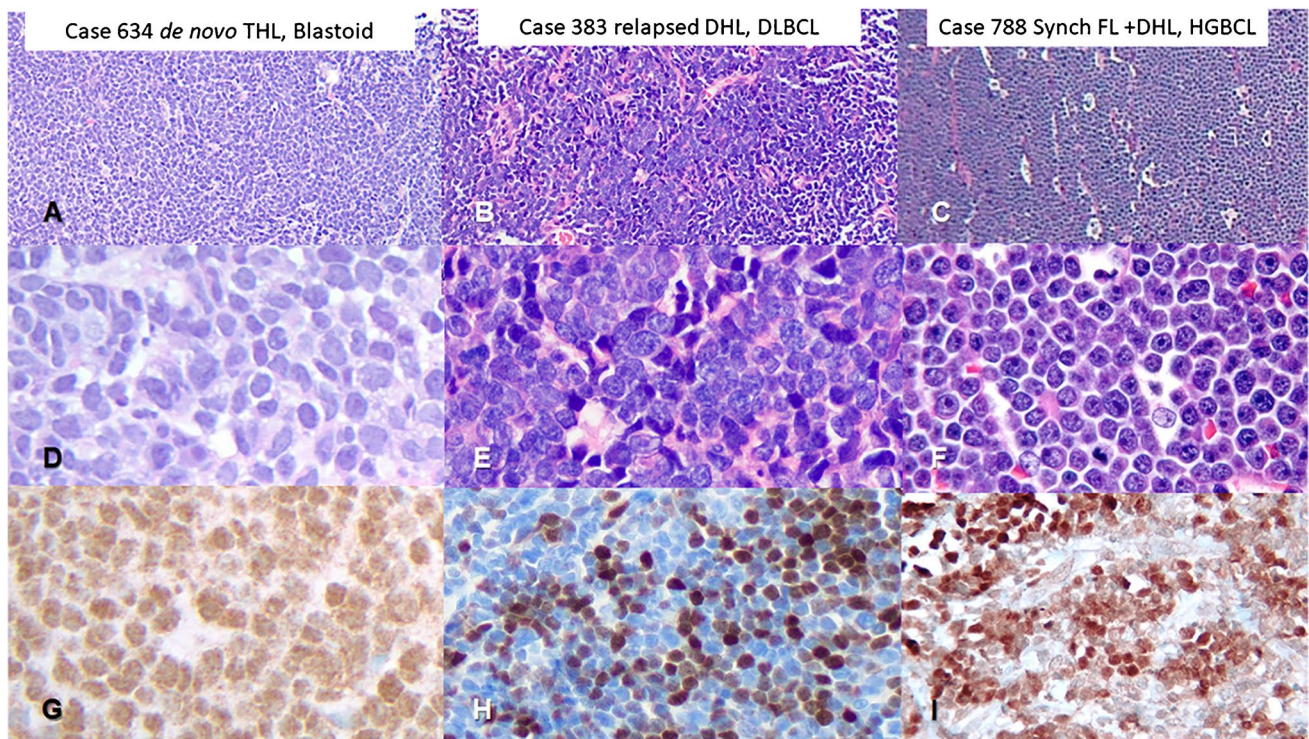 Case 634 de novo THL, Blastoid
Case 383 relapsed DHL, DLBCL
Case 788 Synch FL +DHL, HGBCL
A
B
C
D
E
F
G
H
I